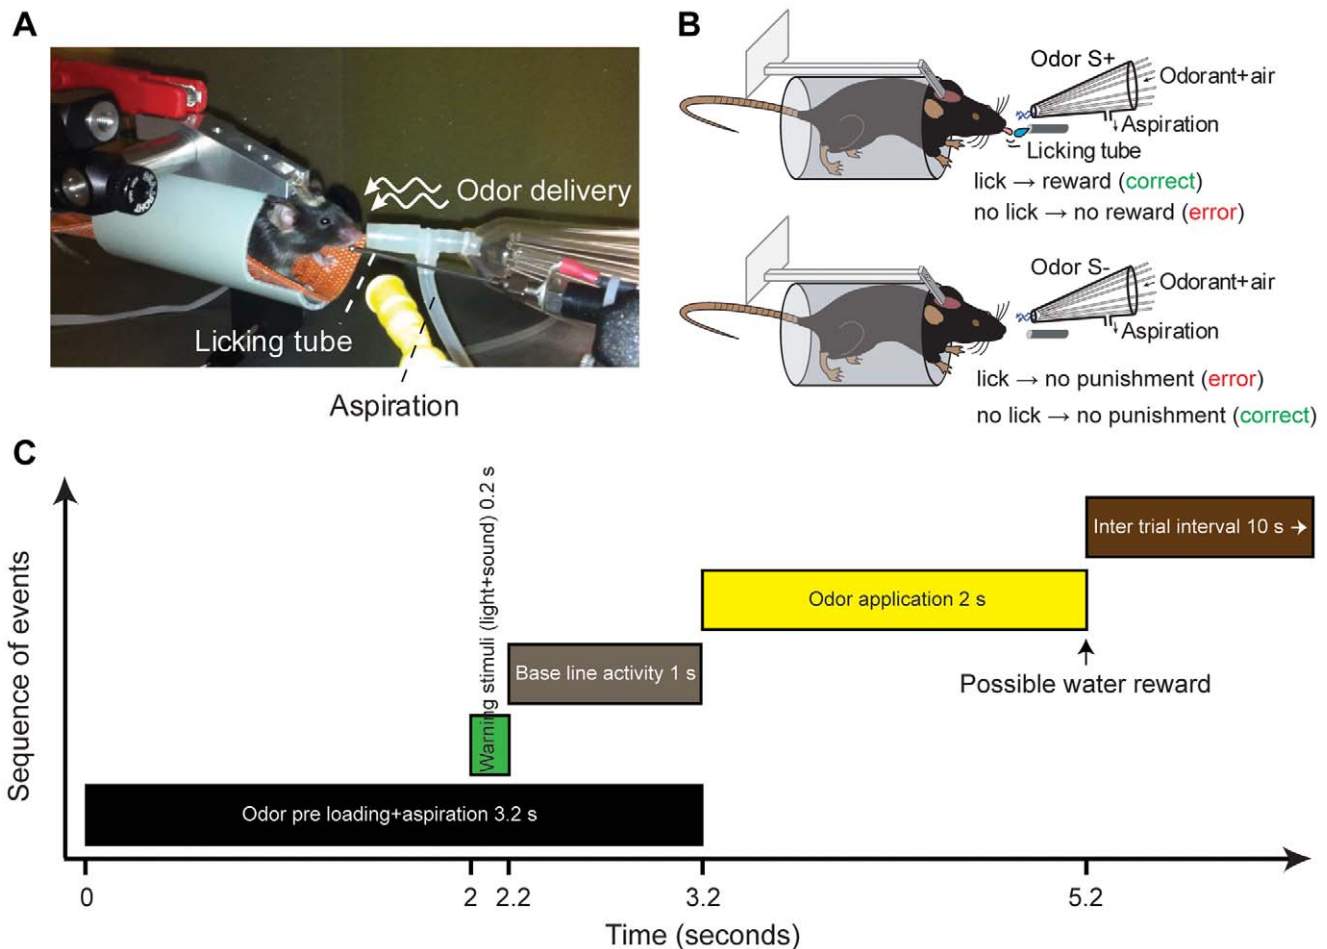 A
Odor delivery
Licking tube
Aspiration
B
Odor S+
Odorant+air
Aspiration
Licking tube
lick → reward (correct)
no lick → no reward (error)
Odor S-
Odorant+air
Aspiration
lick → no punishment (error)
no lick → no punishment (correct)
C
Sequence of events
Warning stimuli (light+sound) 0.2 s
Inter trial interval 10 s →
Odor application 2 s
Base line activity 1 s
Possible water reward
Odor pre loading+aspiration 3.2 s
0 2 2.2 3.2 5.2
Time (seconds)